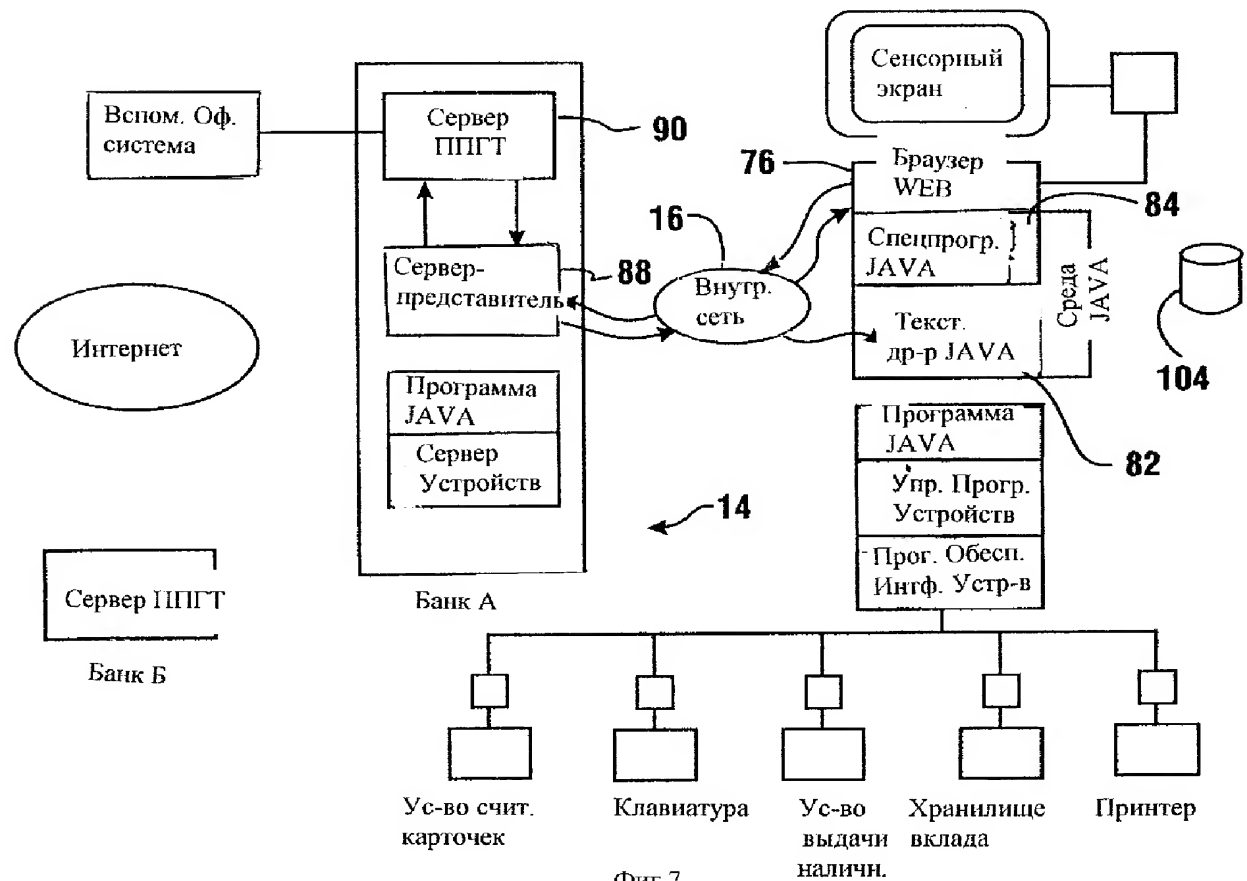 Сенсорный
экран
Вспом. Оф.
система
Сервер
ППГТ
90
76
Браузер
WEB
84
16
Спецпрогр.
JAVA
Сервер-
представитель
88
Внутр.
сеть
Среда
JAVA
Текст.
др-р JAVA
104
Интернет
Программа
JAVA
Сервер
Устройств
Программа
JAVA
82
Упр. Прогр.
Устройств
14
Прог. Обесп.
Интф. Устр-в
Сервер ППГТ
Банк А
Банк Б
Ус-во счит.
карточек
Клавиатура
Ус-во
выдачи
наличн.
Хранилище
вклада
Принтер
Фиг.7